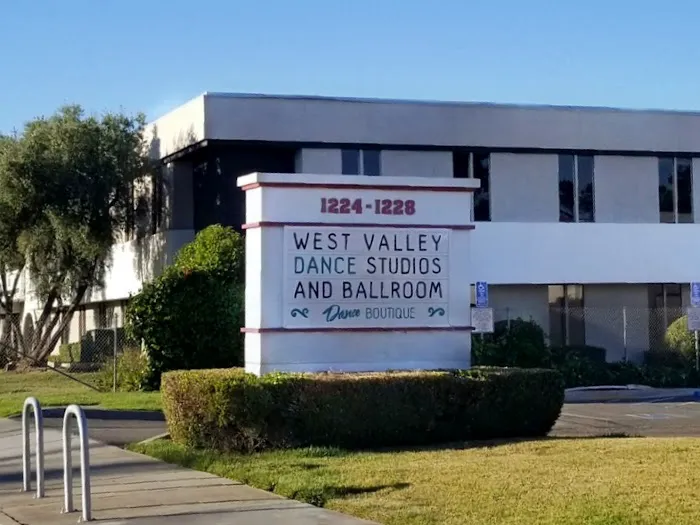 1224-1228
WEST VALLEY
DANCE STUDIOS
AND BALLROOM
Dance BOUTIQUE